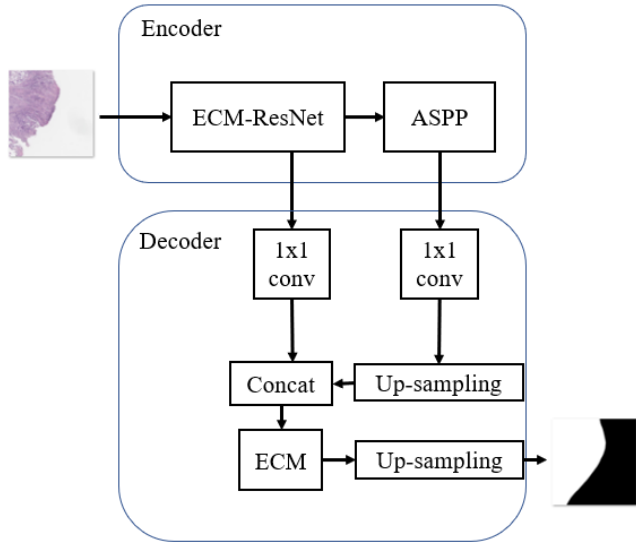 Encoder
ECM-ResNet
ASPP
Decoder
1x1
conv
1x1
conv
Concat
Up-sampling
ECM
Up-sampling